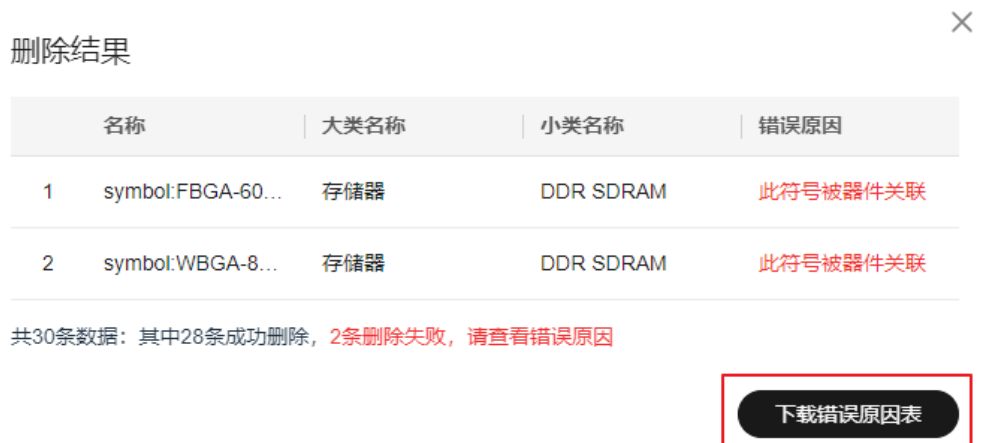 删除结果
名称 大类名称 小类名称 错误原因
1 symbol:FBGA-60... 存储器 DDR SDRAM 此符号被器件关联
2 symbol:WBGA-8... 存储器 DDR SDRAM 此符号被器件关联
共30条数据：其中28条成功删除，2条删除失败，请查看错误原因
下载错误原因表